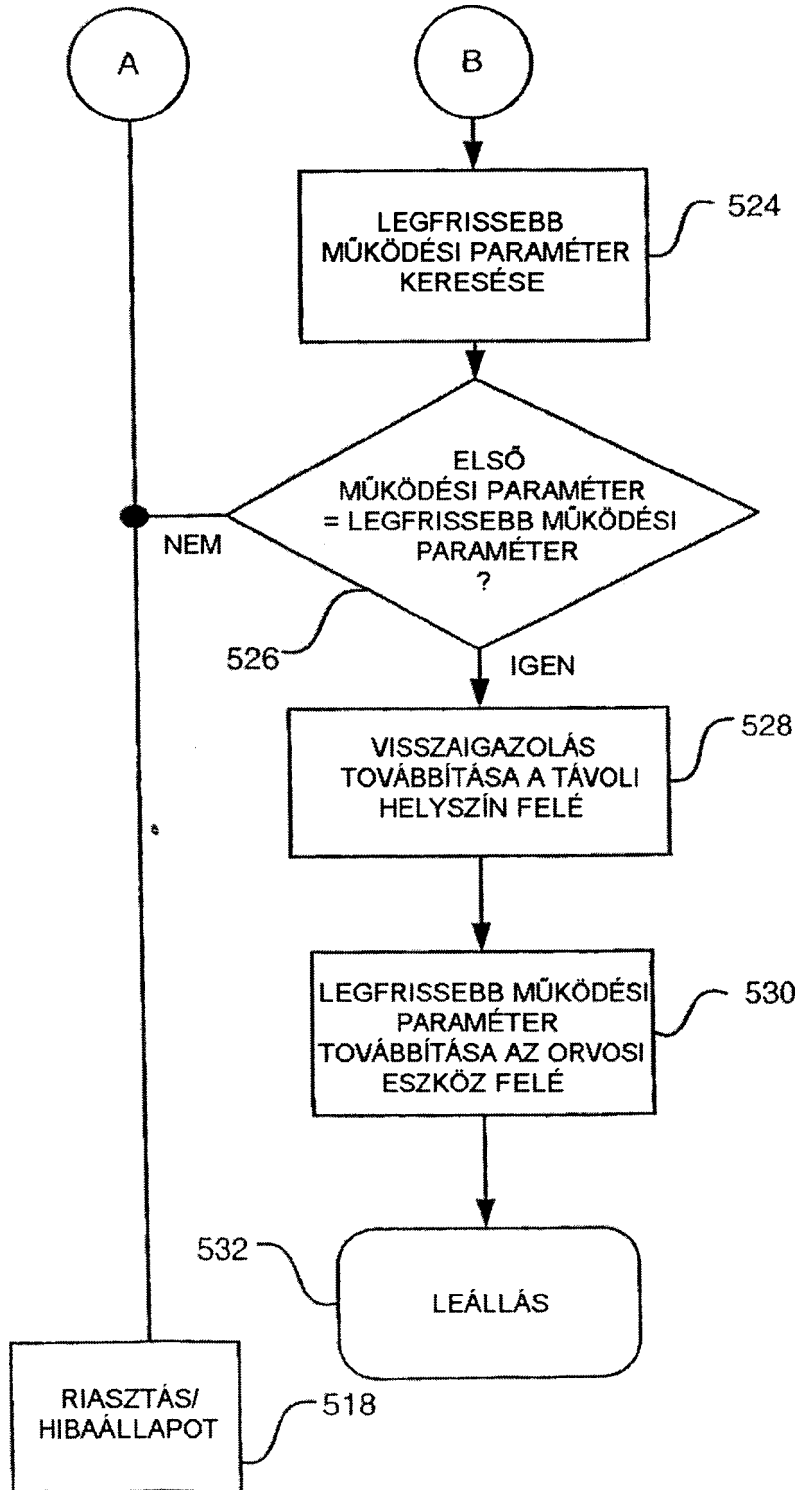 A
B
LEGFRISSEBB
MŰKÖDÉSI PARAMÉTER
KERESÉSE
524
ELSŐ
MŰKÖDÉSI PARAMÉTER
= LEGFRISSEBB MŰKÖDÉSI
PARAMÉTER
?
NEM
526
IGEN
VISSZAIGAZOLÁS
TOVÁBBÍTÁSA A TÁVOLI
HELYSZÍN FELÉ
528
LEGFRISSEBB MŰKÖDÉSI
PARAMÉTER
TOVÁBBÍTÁSA AZ ORVOSI
ESZKÖZ FELÉ
530
532
LEÁLLÁS
RIASZTÁS/
HIBAÁLLAPOT
518